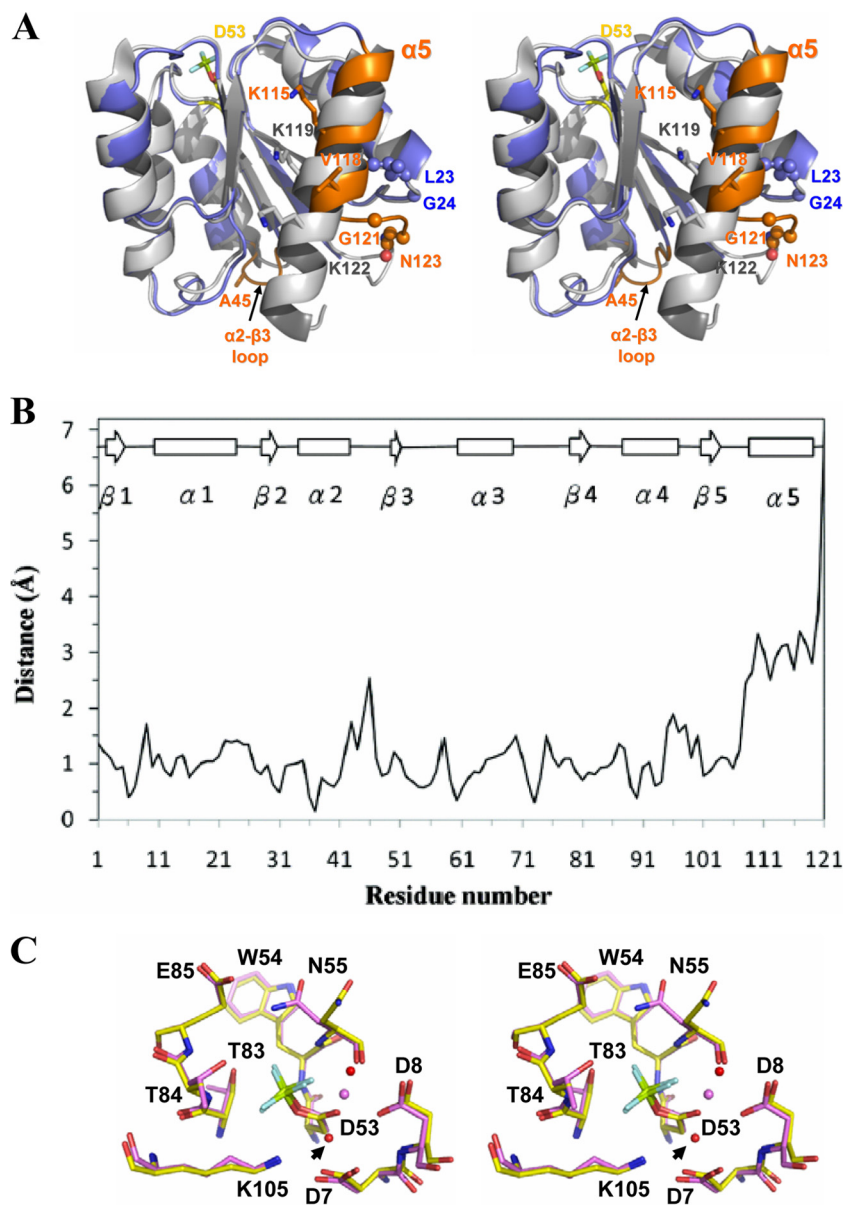 A
D53
α5
K115
K119
V118
L23
G24
G121
N123
K122
A45
α2-β3
loop
D53
α5
K115
K119
V118
L23
G24
G121
N123
K122
A45
α2-β3
loop
B
7
6
5
4
3
2
1
0
Distance (Å)
β1 α1 β2 α2 β3 α3 β4 α4 β5 α5
1 11 21 31 41 51 61 71 81 91 101 111 121
Residue number
C
W54
E85
N55
T83
D8
T84
D53
K105
D7
W54
E85
N55
T83
D8
T84
D53
K105
D7